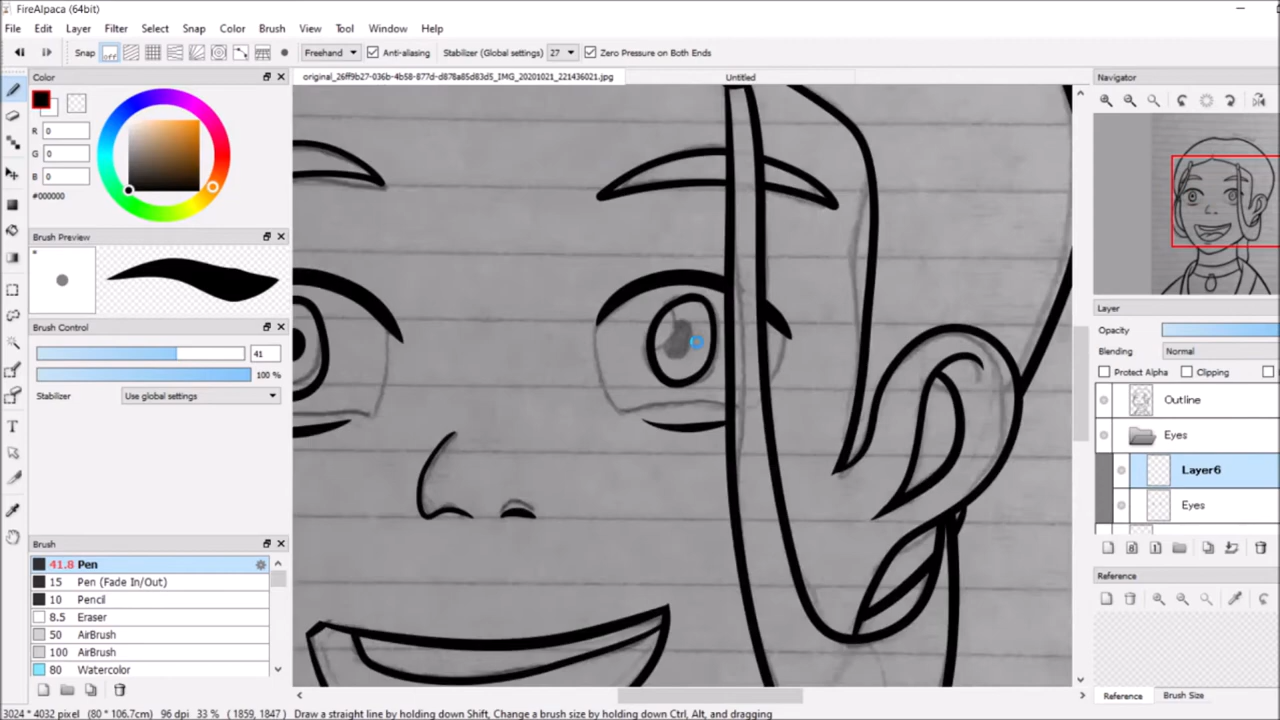 FireAlpaca (64bit)
File Edit Layer Filter Select Snap Color Brush View Tool Window Help
Snap off Freehand Anti-aliasing Stabilizer (Global settings) 27 Zero Pressure on Both Ends
Color
original_26ff9b27-036b-4b58-877d-d878a85d83d5_IMG_20201021_221436021.jpg
Untitled
Navigator
R 0
G 0
B 0
#000000
Brush Preview
Brush Control
41
100 %
Stabilizer Use global settings
Brush
41.8 Pen
15 Pen (Fade In/Out)
10 Pencil
8.5 Eraser
50 AirBrush
100 AirBrush
80 Watercolor
Layer
Opacity
Blending Normal
Protect Alpha Clipping
Outline
Eyes
Layer6
Eyes
Reference
Reference Brush Size
3024 * 4032 pixel (80 * 106.7cm) 96 dpi 33 % ( 1859, 1847 ) Draw a straight line by holding down Shift, Change a brush size by holding down Ctrl, Alt, and dragging